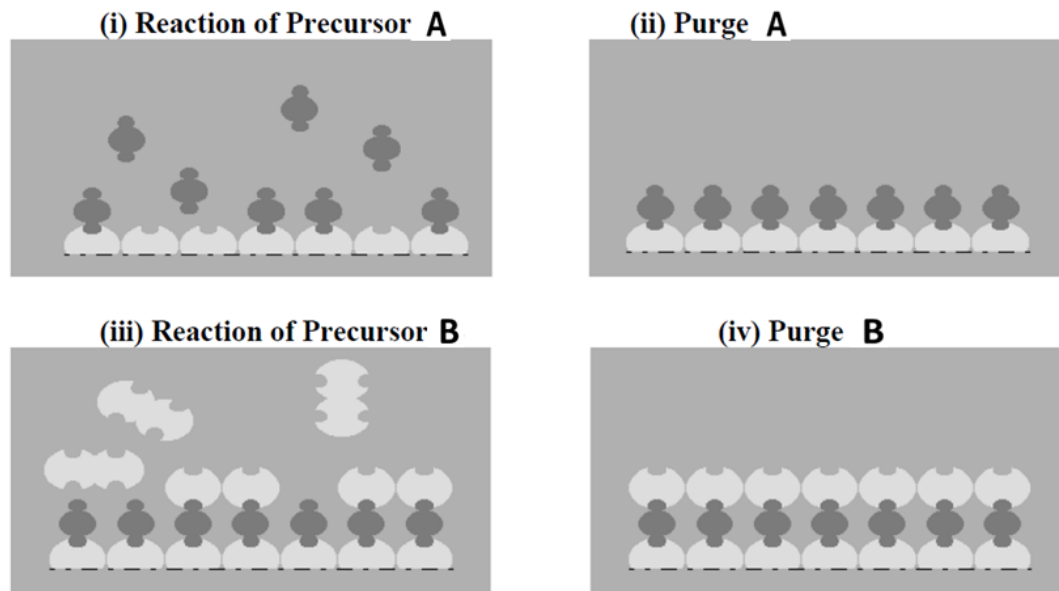 (i) Reaction of Precursor A
(ii) Purge A
(iii) Reaction of Precursor B
(iv) Purge B